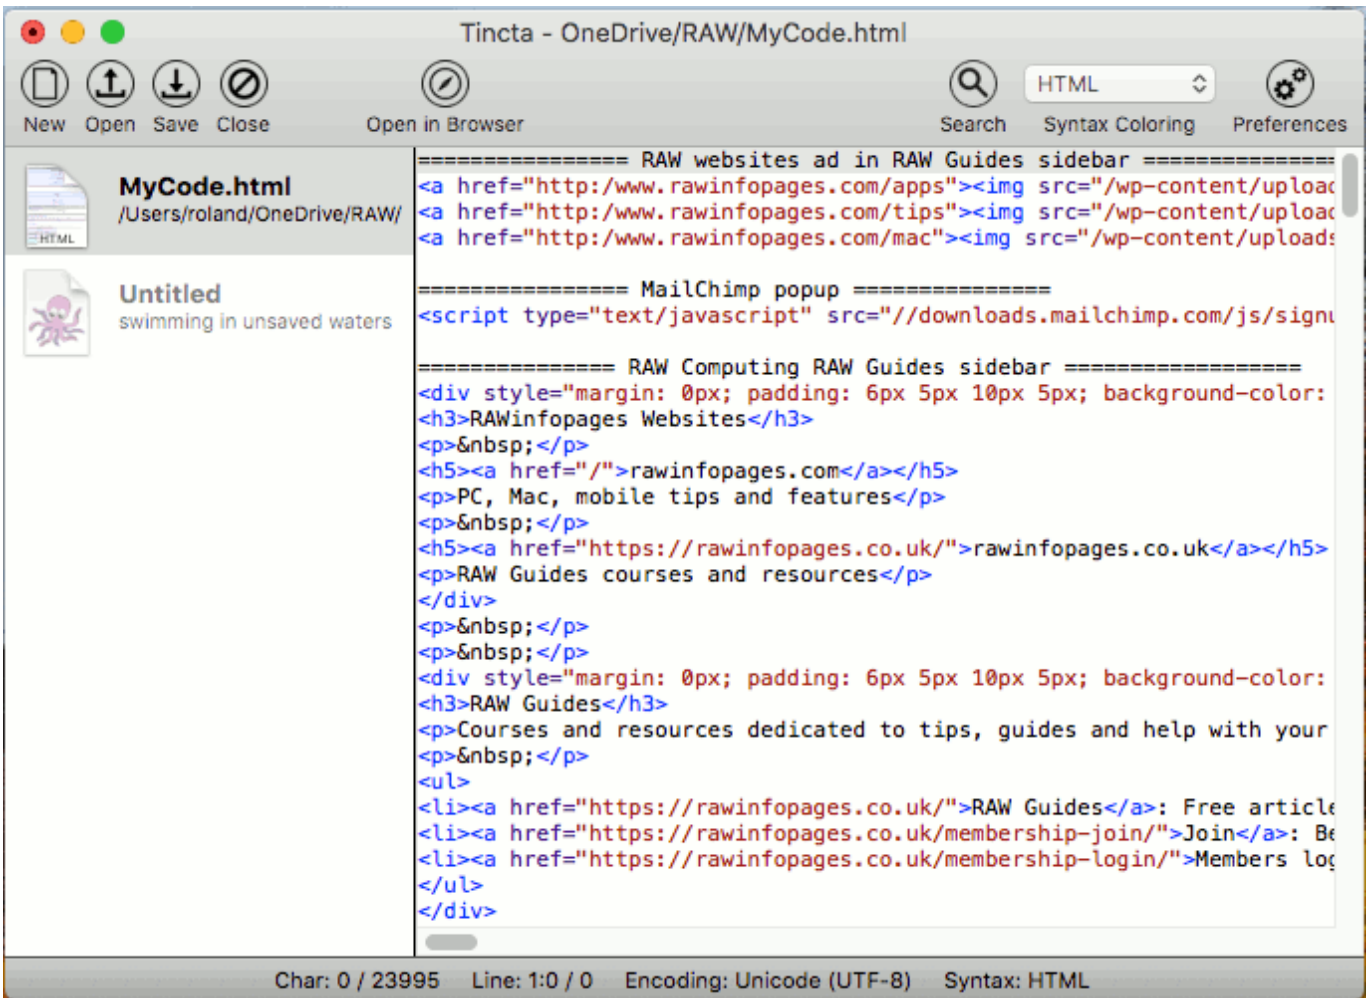 Tincta - OneDrive/RAW/MyCode.html
New Open Save Close Open in Browser Search HTML Syntax Coloring Preferences
MyCode.html
/Users/roland/OneDrive/RAW/
HTML
Untitled
swimming in unsaved waters
================ RAW websites ad in RAW Guides sidebar ===============
<a href="http:/www.rawinfopages.com/apps"><img src="/wp-content/upload
<a href="http:/www.rawinfopages.com/tips"><img src="/wp-content/upload
<a href="http:/www.rawinfopages.com/mac"><img src="/wp-content/uploads
================ MailChimp popup ===============
<script type="text/javascript" src="//downloads.mailchimp.com/js/signu
=============== RAW Computing RAW Guides sidebar ==================
<div style="margin: 0px; padding: 6px 5px 10px 5px; background-color:
<h3>RAWinfopages Websites</h3>
<p>&nbsp;</p>
<h5><a href="/">rawinfopages.com</a></h5>
<p>PC, Mac, mobile tips and features</p>
<p>&nbsp;</p>
<h5><a href="https://rawinfopages.co.uk/">rawinfopages.co.uk</a></h5>
<p>RAW Guides courses and resources</p>
</div>
<p>&nbsp;</p>
<p>&nbsp;</p>
<div style="margin: 0px; padding: 6px 5px 10px 5px; background-color:
<h3>RAW Guides</h3>
<p>Courses and resources dedicated to tips, guides and help with your
<p>&nbsp;</p>
<ul>
<li><a href="https://rawinfopages.co.uk/">RAW Guides</a>: Free article
<li><a href="https://rawinfopages.co.uk/membership-join/">Join</a>: Be
<li><a href="https://rawinfopages.co.uk/membership-login/">Members log
</ul>
</div>
Char: 0 / 23995 Line: 1:0 / 0 Encoding: Unicode (UTF-8) Syntax: HTML